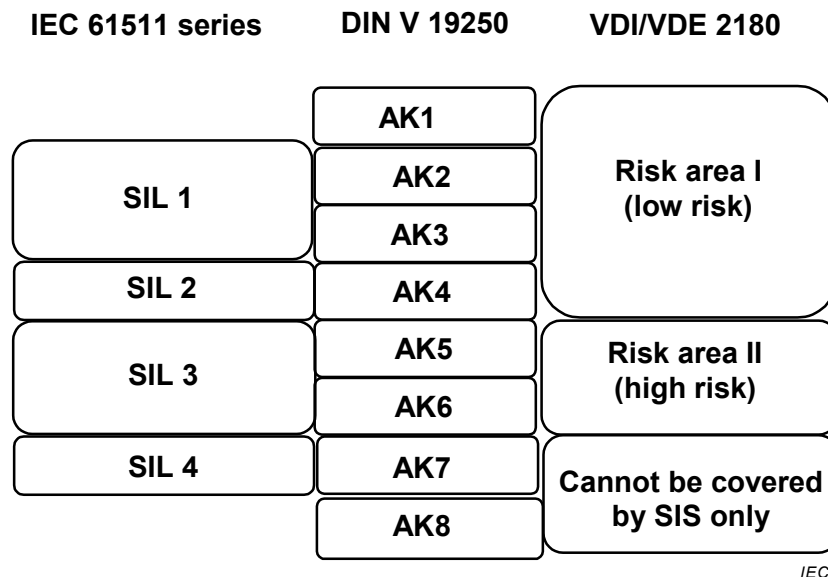 IEC 61511 series DIN V 19250 VDI/VDE 2180
AK1
AK2
AK3
AK4
AK5
AK6
AK7
AK8
SIL 1
SIL 2
SIL 3
SIL 4
Risk area I
(low risk)
Risk area II
(high risk)
Cannot be covered
by SIS only
IEC